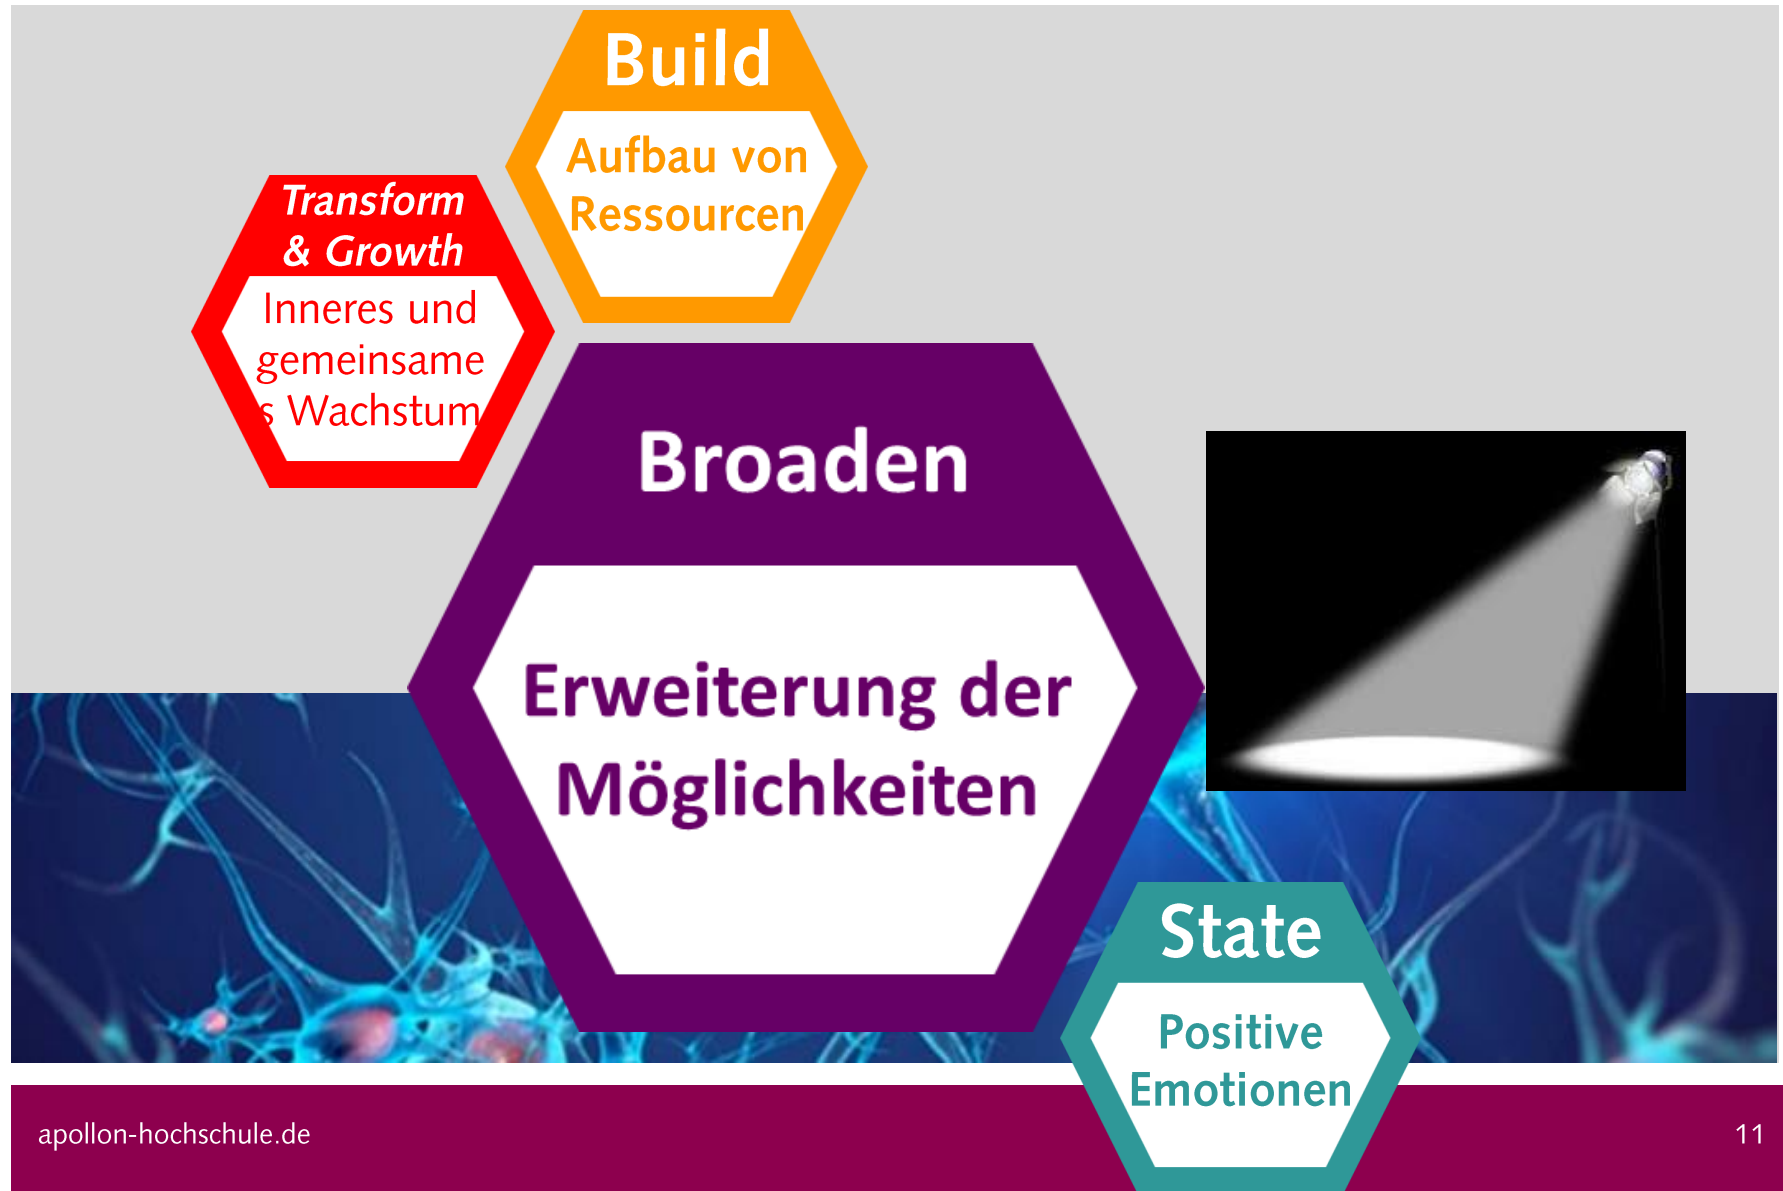 Build
Aufbau von
Ressourcen
Transform
& Growth
Inneres und
gemeinsame
s Wachstum
Broaden
Erweiterung der
Möglichkeiten
State
Positive
Emotionen
apollon-hochschule.de
11